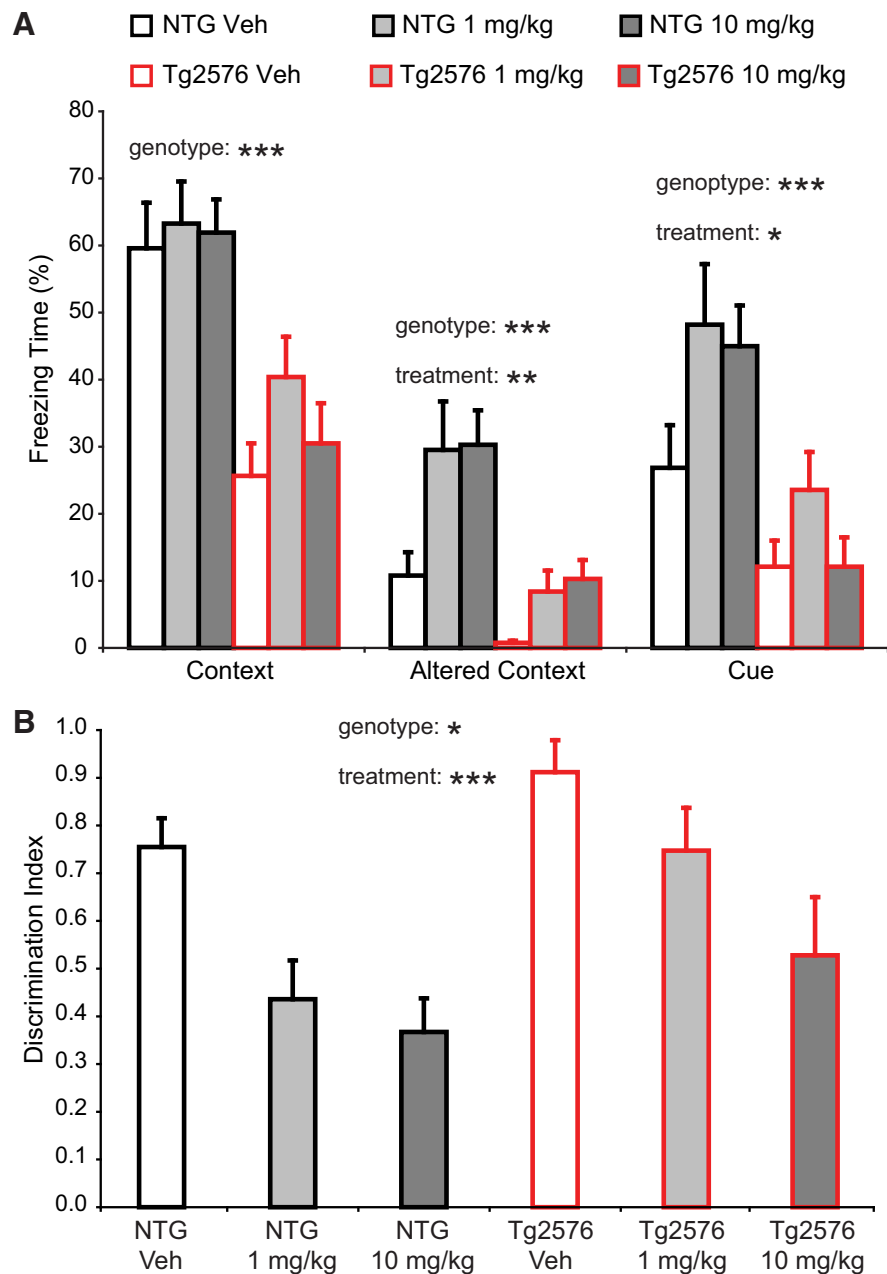 A
NTG Veh NTG 1 mg/kg NTG 10 mg/kg
Tg2576 Veh Tg2576 1 mg/kg Tg2576 10 mg/kg
80
70
60
50
40
30
20
10
0
Freezing Time (%)
genotype: ***
genotype: ***
treatment: **
genoptype: ***
treatment: *
Context Altered Context Cue
B
1.0
0.9
0.8
0.7
0.6
0.5
0.4
0.3
0.2
0.1
0.0
Discrimination Index
genotype: *
treatment: ***
NTG NTG NTG Tg2576 Tg2576 Tg2576
Veh 1 mg/kg 10 mg/kg Veh 1 mg/kg 10 mg/kg